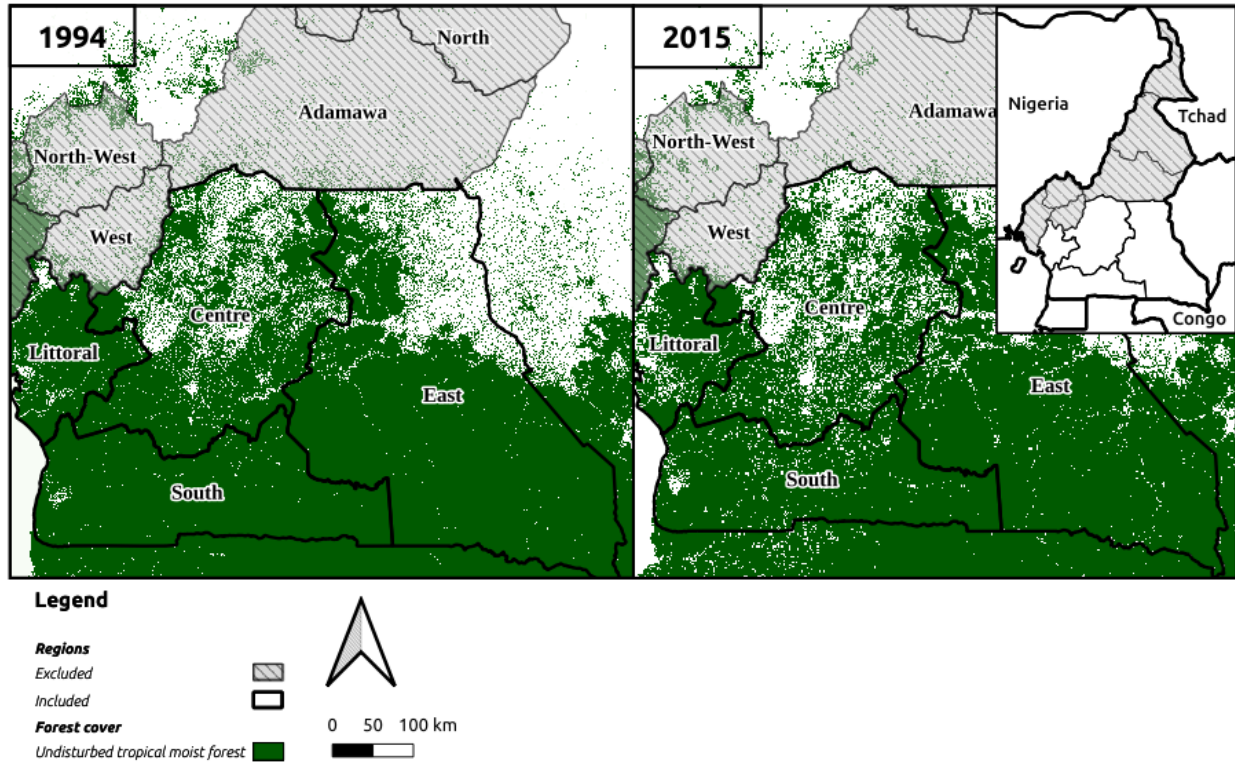 1994
North
Adamawa
North-West
West
Centre
Littoral
East
South
2015
Adamawa
North-West
West
Centre
Littoral
East
South
Nigeria
Tchad
Congo
Legend
Regions
Excluded
Included
Forest cover
Undisturbed tropical moist forest
0 50 100 km